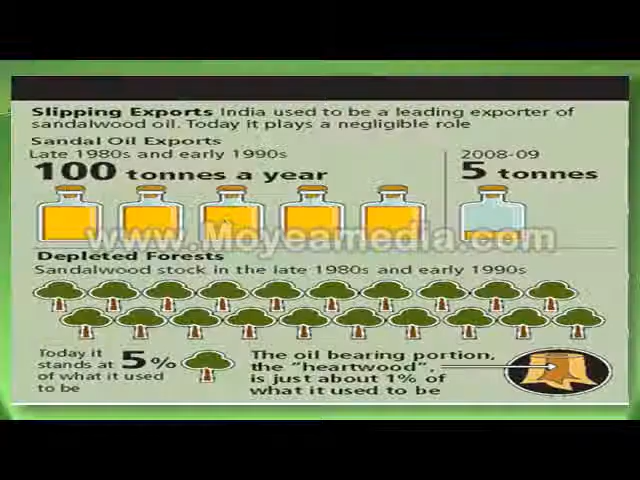 Slipping Exports India used to be a leading exporter of
sandalwood oil. Today it plays a negligible role
Sandal Oil Exports
Late 1980s and early 1990s
100 tonnes a year
2008-09
5 tonnes
www.Moyeamedia.com
Depleted Forests
Sandalwood stock in the late 1980s and early 1990s
Today it
stands at 5%
of what it used
to be
The oil bearing portion,
the "heartwood",
is just about 1% of
what it used to be